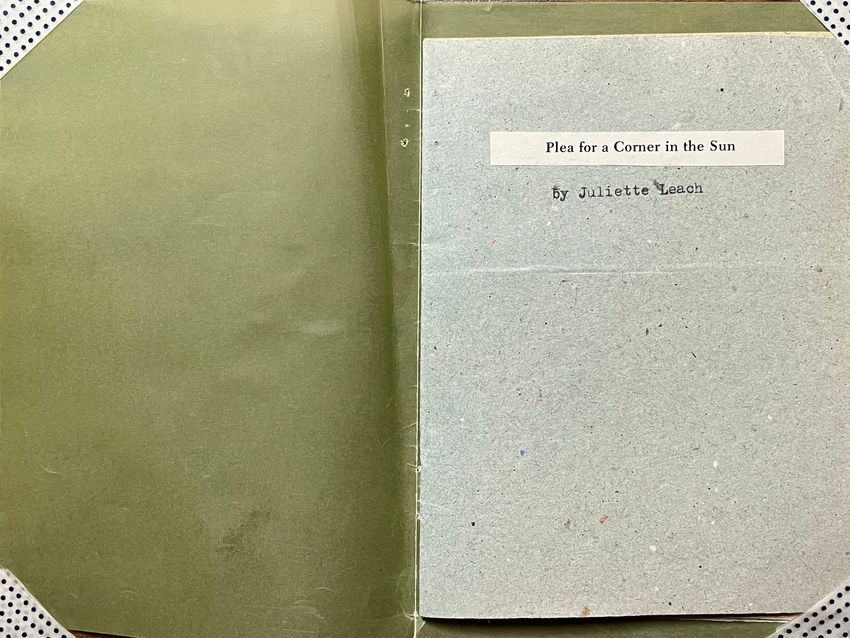 Plea for a Corner in the Sun
by Juliette Leach